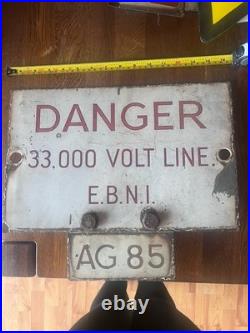 DANGER
33,000 VOLT LINE.
E.B.N.I.
AG 85